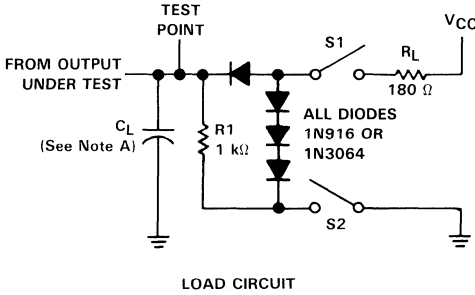 TEST
POINT
VCC
S1
RL
FROM OUTPUT
UNDER TEST
180 Ω
CL
(See Note A)
R1
1 kΩ
ALL DIODES
1N916 OR
1N3064
S2
LOAD CIRCUIT